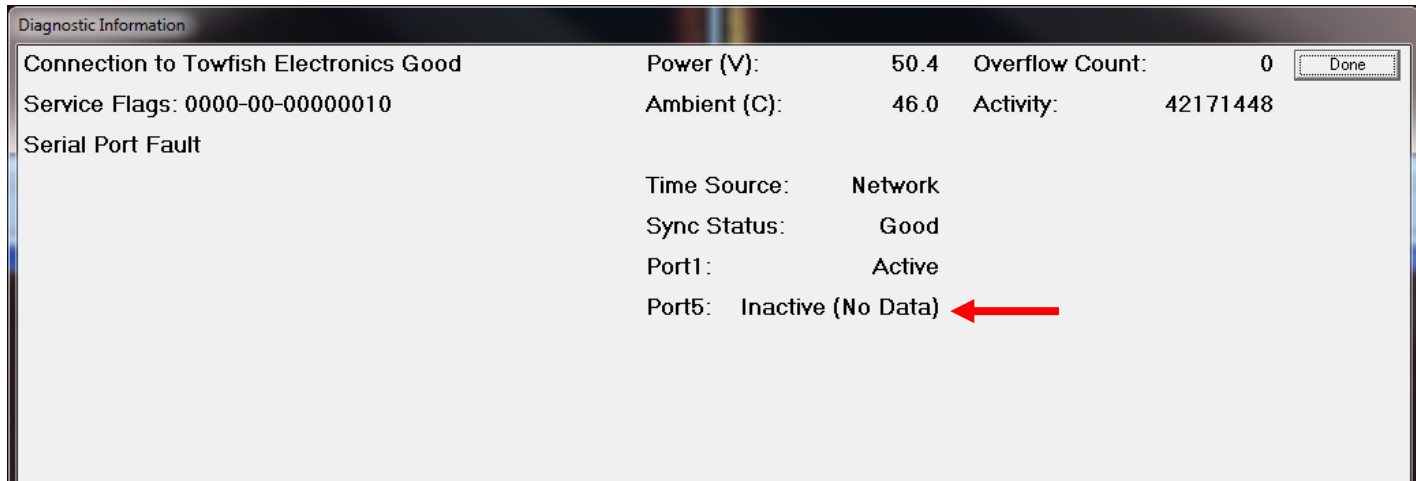 Diagnostic Information
Connection to Towfish Electronics Good Power (V): 50.4 Overflow Count: 0 Done
Service Flags: 0000-00-00000010 Ambient (C): 46.0 Activity: 42171448
Serial Port Fault
Time Source: Network
Sync Status: Good
Port1: Active
Port5: Inactive (No Data)